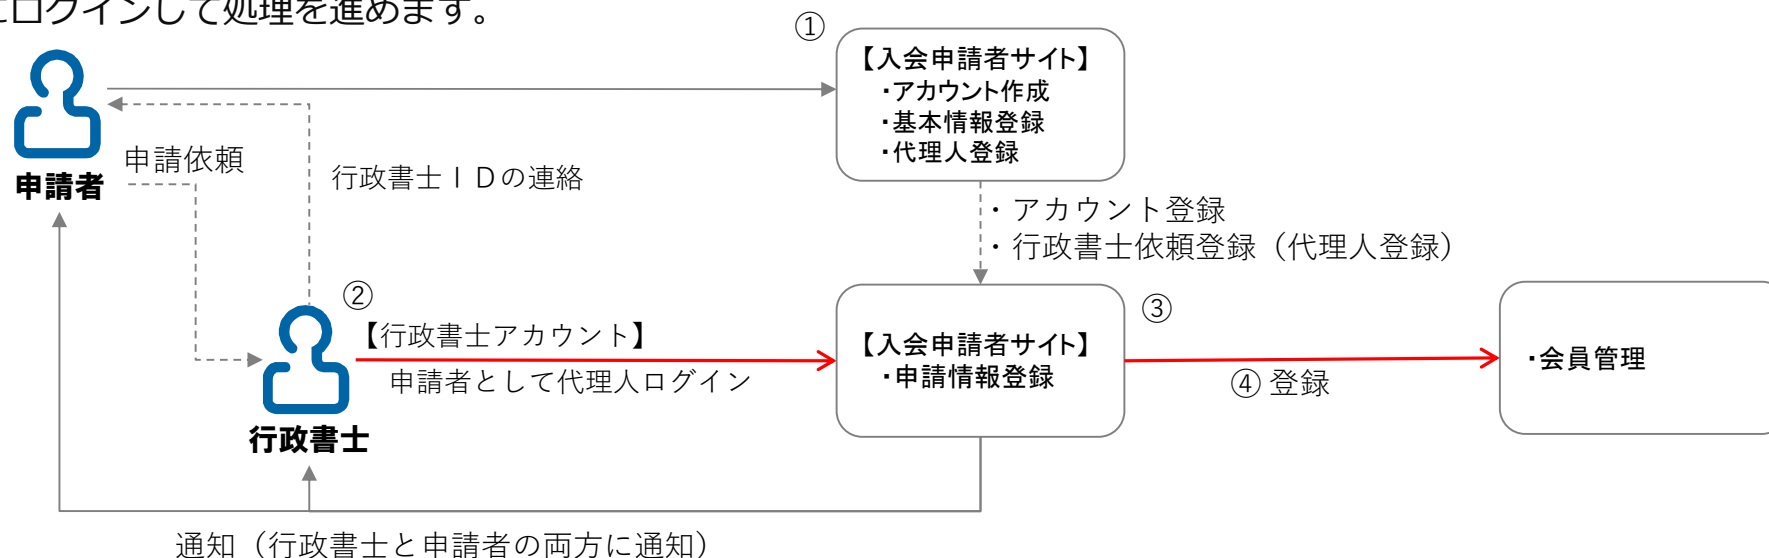 にログインして処理を進めます。
①
【入会申請者サイト】
・アカウント作成
・基本情報登録
・代理人登録
申請者
申請依頼
行政書士ＩＤの連絡
・アカウント登録
・行政書士依頼登録（代理人登録）
②
【行政書士アカウント】
申請者として代理人ログイン
行政書士
③
【入会申請者サイト】
・申請情報登録
④ 登録
・会員管理
通知（行政書士と申請者の両方に通知）